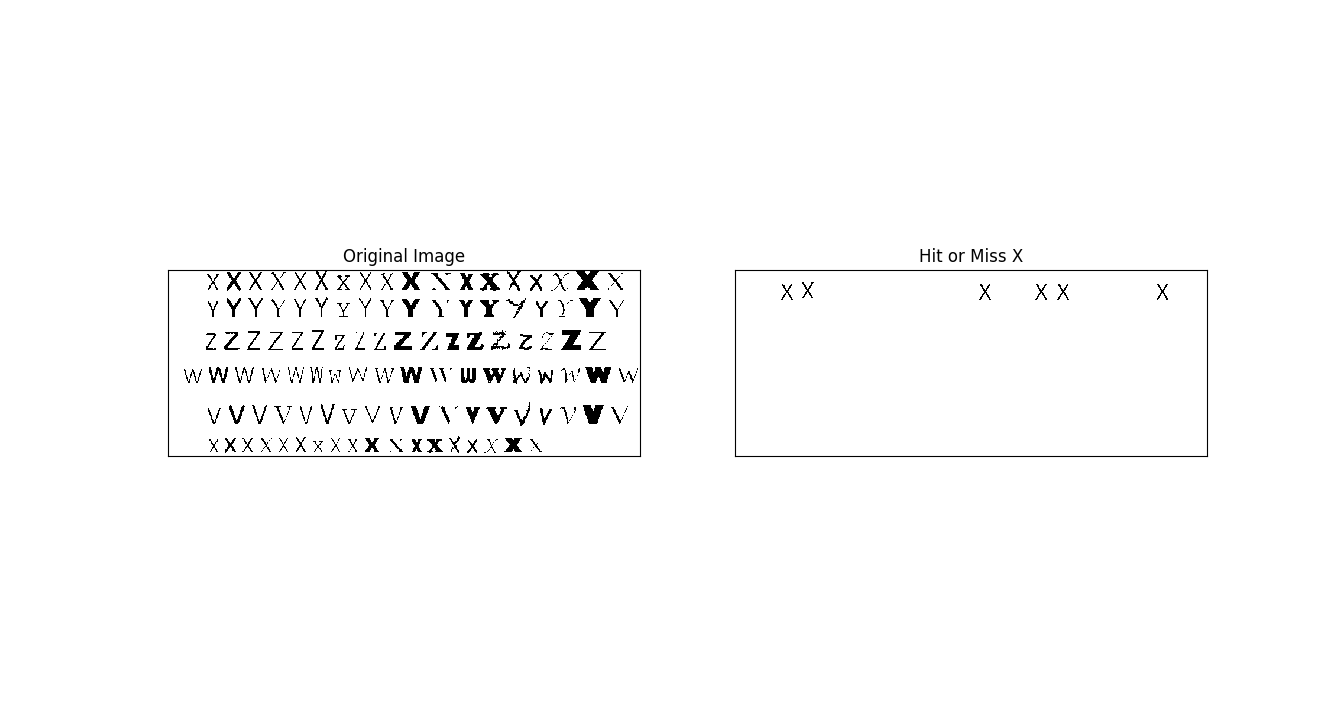 Original Image
X X X X X X X X X X X X X X X X X X
Y Y Y Y Y Y Y Y Y Y Y Y Y Y Y Y Y Y
Z Z Z Z Z Z Z Z Z Z Z Z Z Z Z Z Z Z
W W W W W W W W W W W W W W W W W W
V V V V V V V V V V V V V V V V V V
x x x x x x x x x x x x x x x x x x
Hit or Miss X
X X X X X X